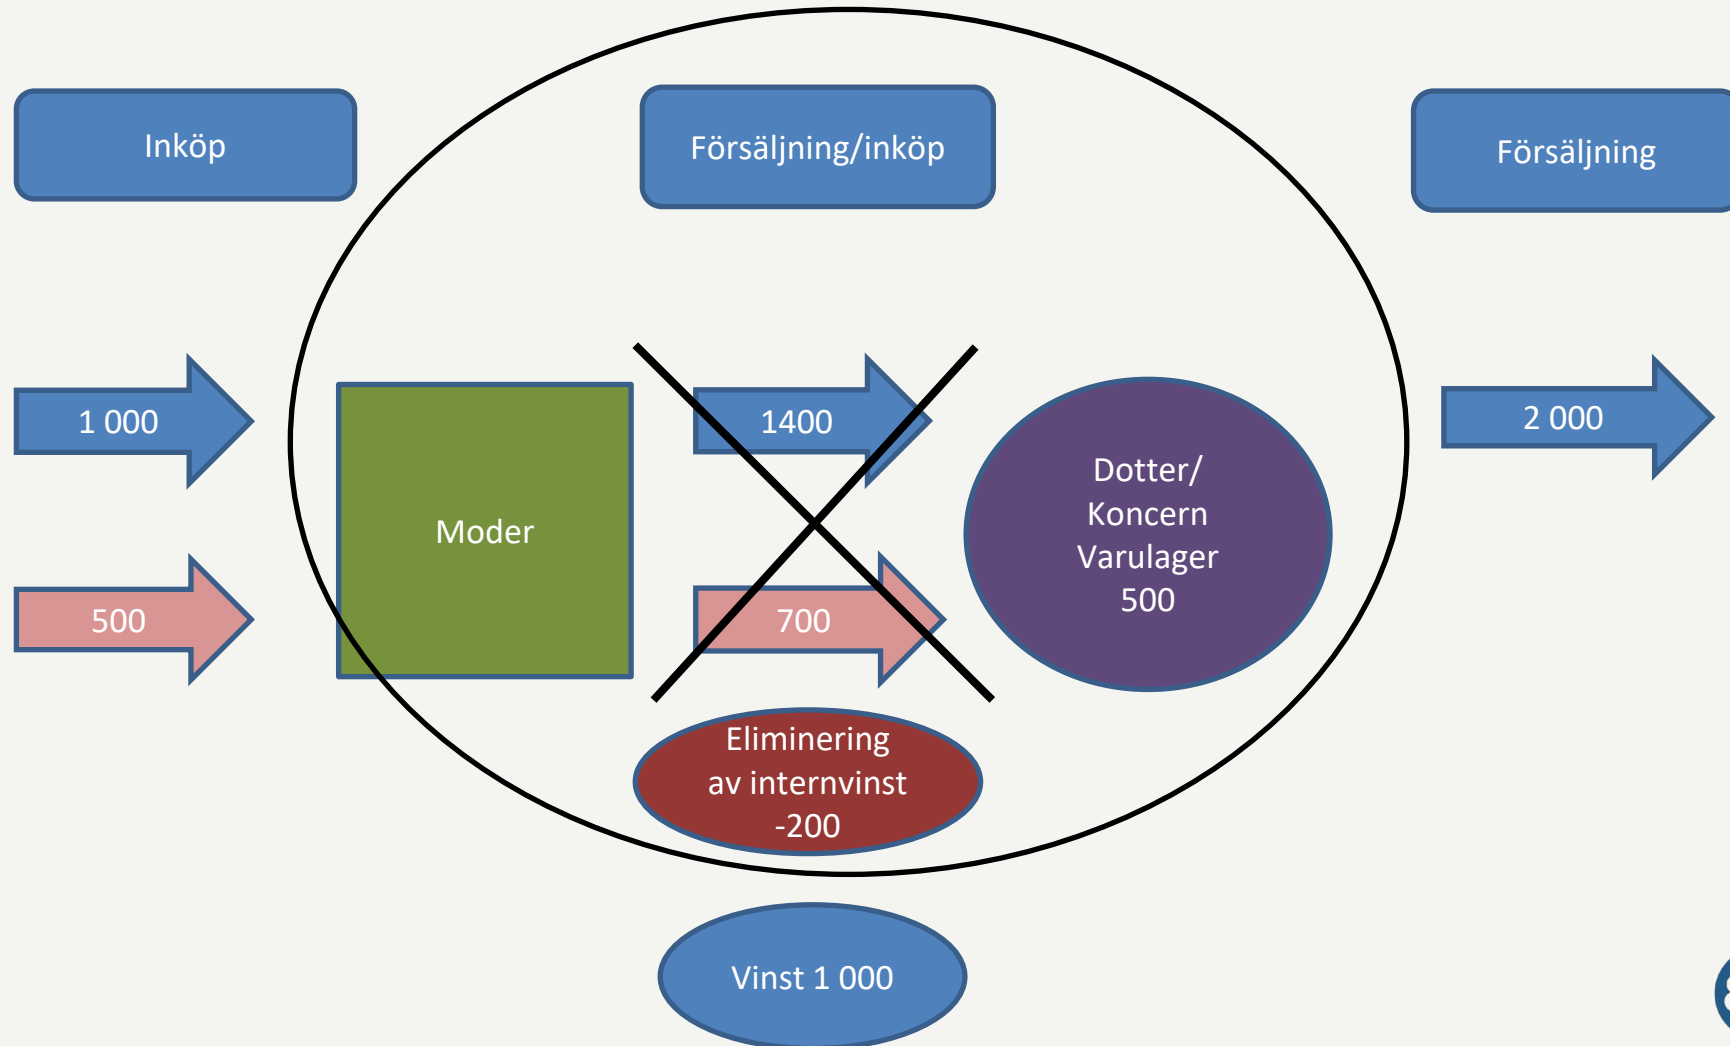 Inköp
Försäljning/inköp
Försäljning
1 000
1400
2 000
Moder
Dotter/
Koncern
Varulager
500
500
700
Eliminering
av internvinst
-200
Vinst 1 000